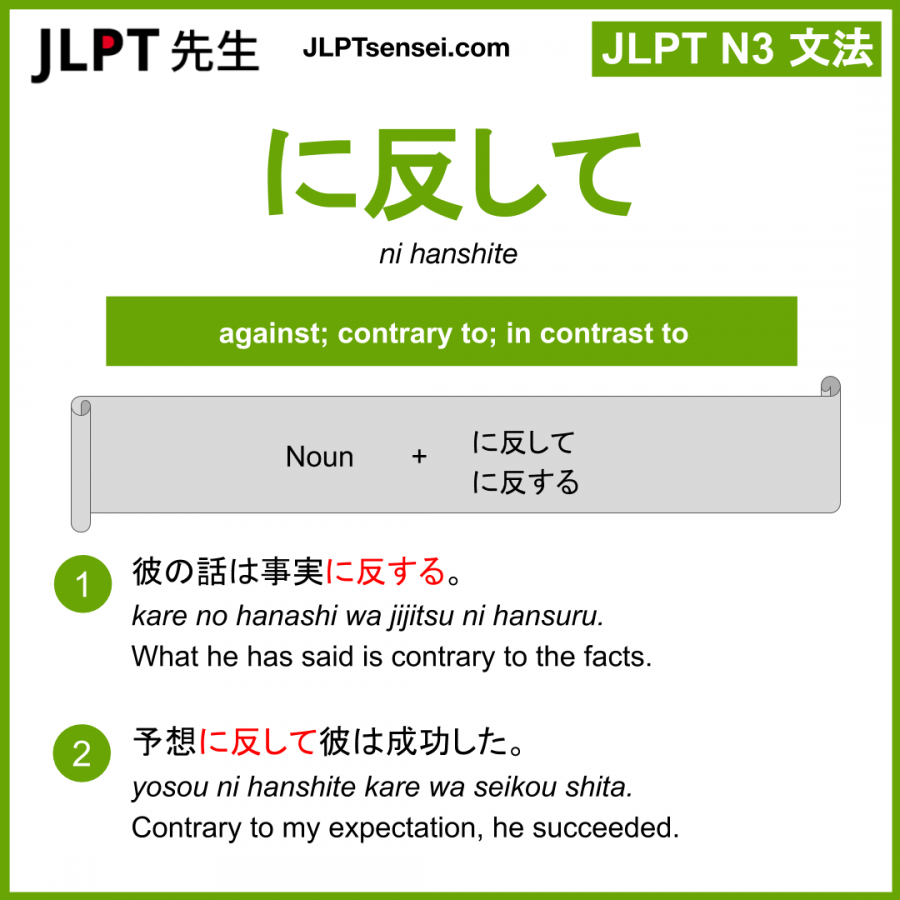 JLPT 先生
JLPTsensei.com
JLPT N3 文法
に反して
ni hanshite
against; contrary to; in contrast to
Noun + に反して
に反する
1 彼の話は事実に反する。
kare no hanashi wa jijitsu ni hansuru.
What he has said is contrary to the facts.
2 予想に反して彼は成功した。
yosou ni hanshite kare wa seikou shita.
Contrary to my expectation, he succeeded.